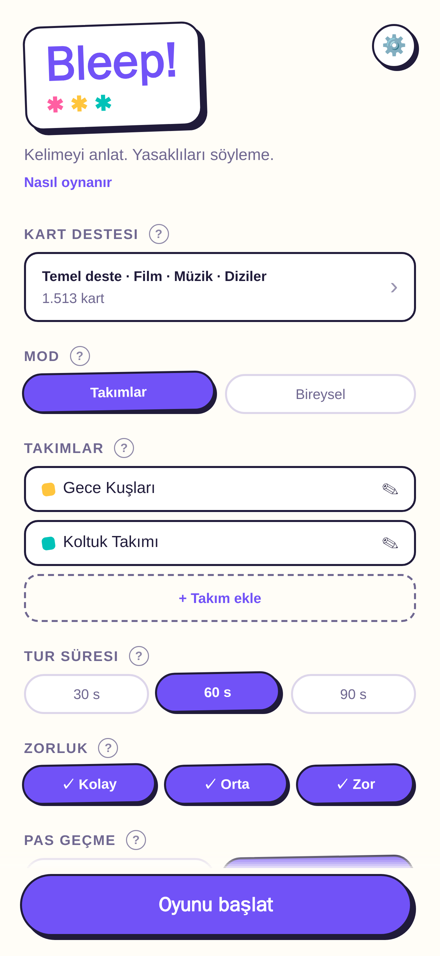 Bleep!
Kelimeyi anlat. Yasaklıları söyleme.
Nasıl oynanır
KART DESTESI ?
Temel deste · Film · Müzik · Diziler
1.513 kart
MOD ?
Takımlar
Bireysel
TAKIMLAR ?
Gece Kuşları
Koltuk Takımı
+ Takım ekle
TUR SÜRESI ?
30 s
60 s
90 s
ZORLUK ?
✓ Kolay
✓ Orta
✓ Zor
PAS GEÇME ?
Oyunu başlat